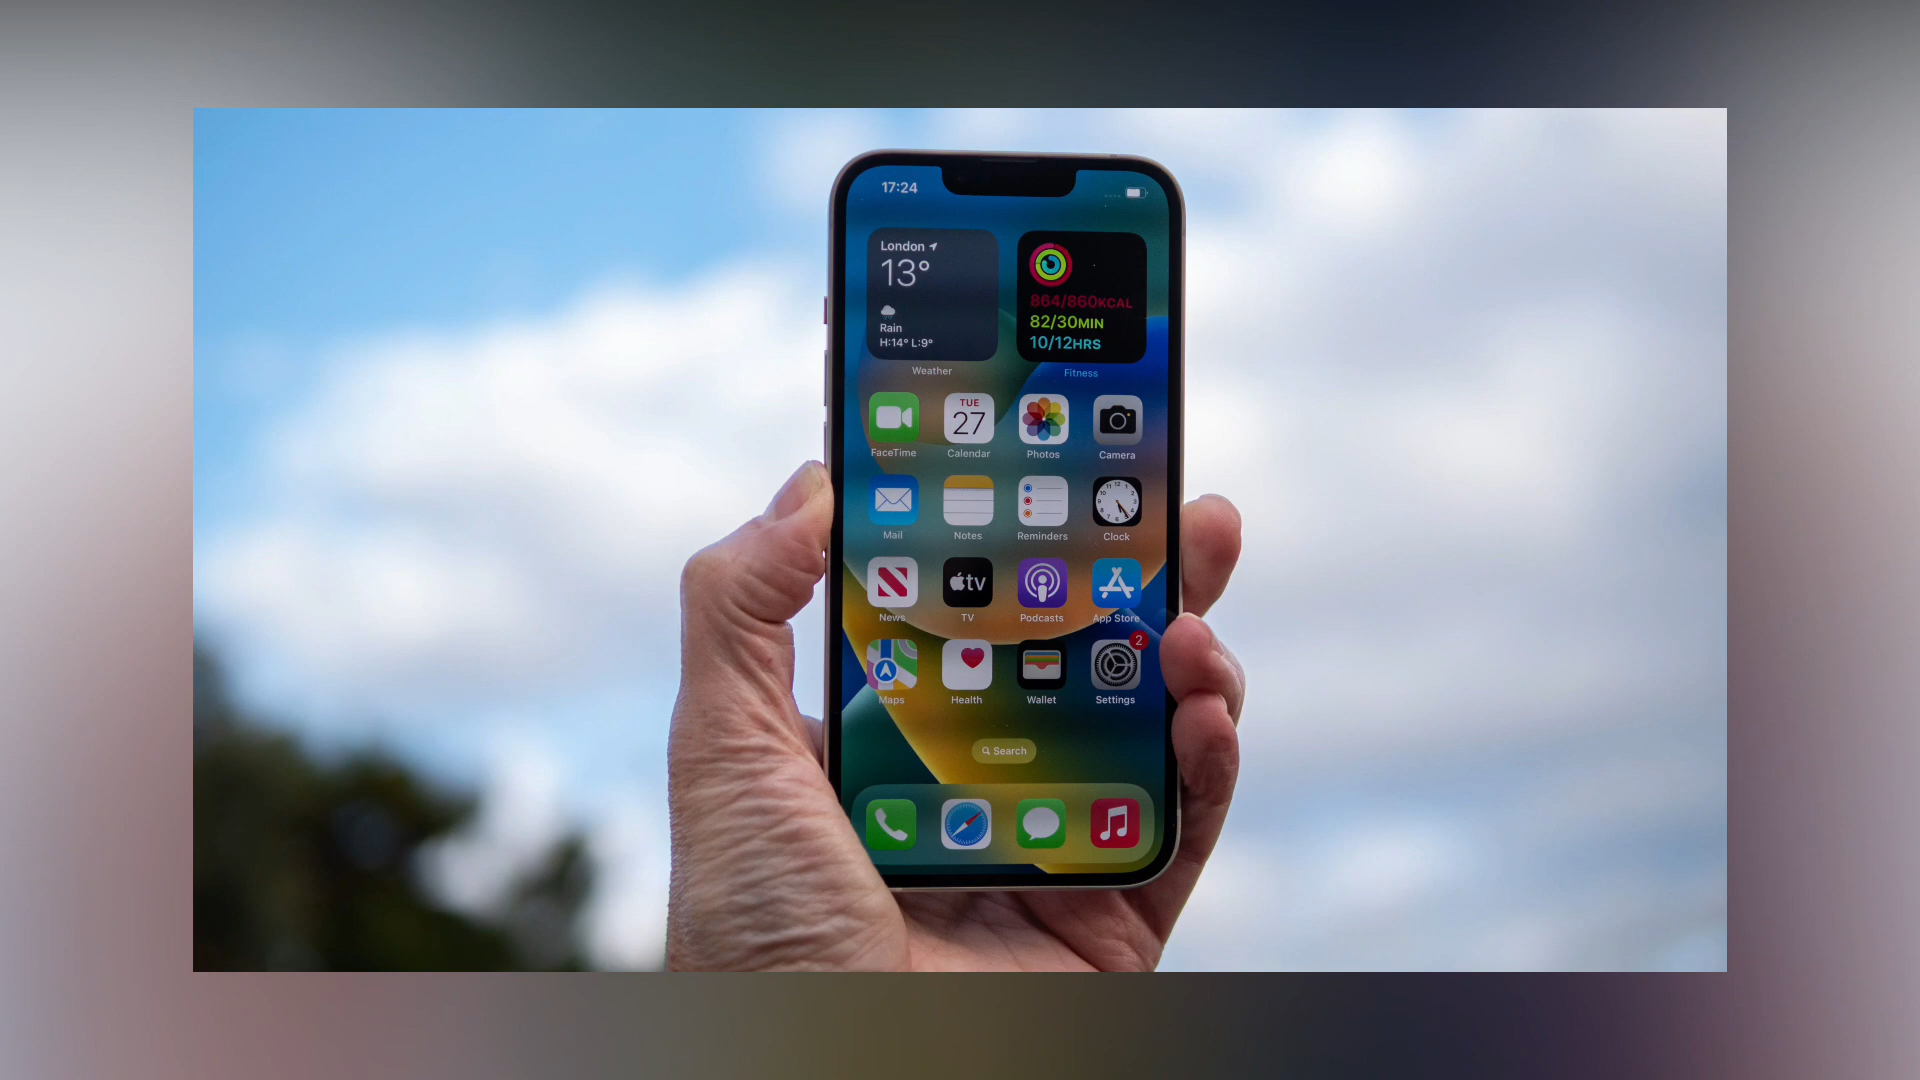 17:24
London
13°
Rain
H:14° L:9°
Weather
864/860KCAL
82/30MIN
10/12HRS
Fitness
FaceTime
TUE
27
Calendar
Photos
Camera
Mail
Notes
Reminders
Clock
News
tv
TV
Podcasts
App Store
Maps
Health
Wallet
2
Settings
Search